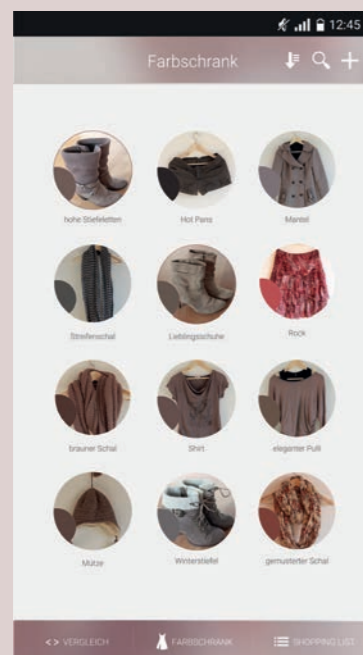 12:45
Farbschrank
hohe Stiefeletten
Hot Pans
Mantel
Streifenschal
Lieblingsschuhe
Rock
brauner Schal
Shirt
eleganter Pulli
Mütze
Winterstiefel
gemusterter Schal
<> VERGLEICH
FARBSCHRANK
SHOPPING LIST